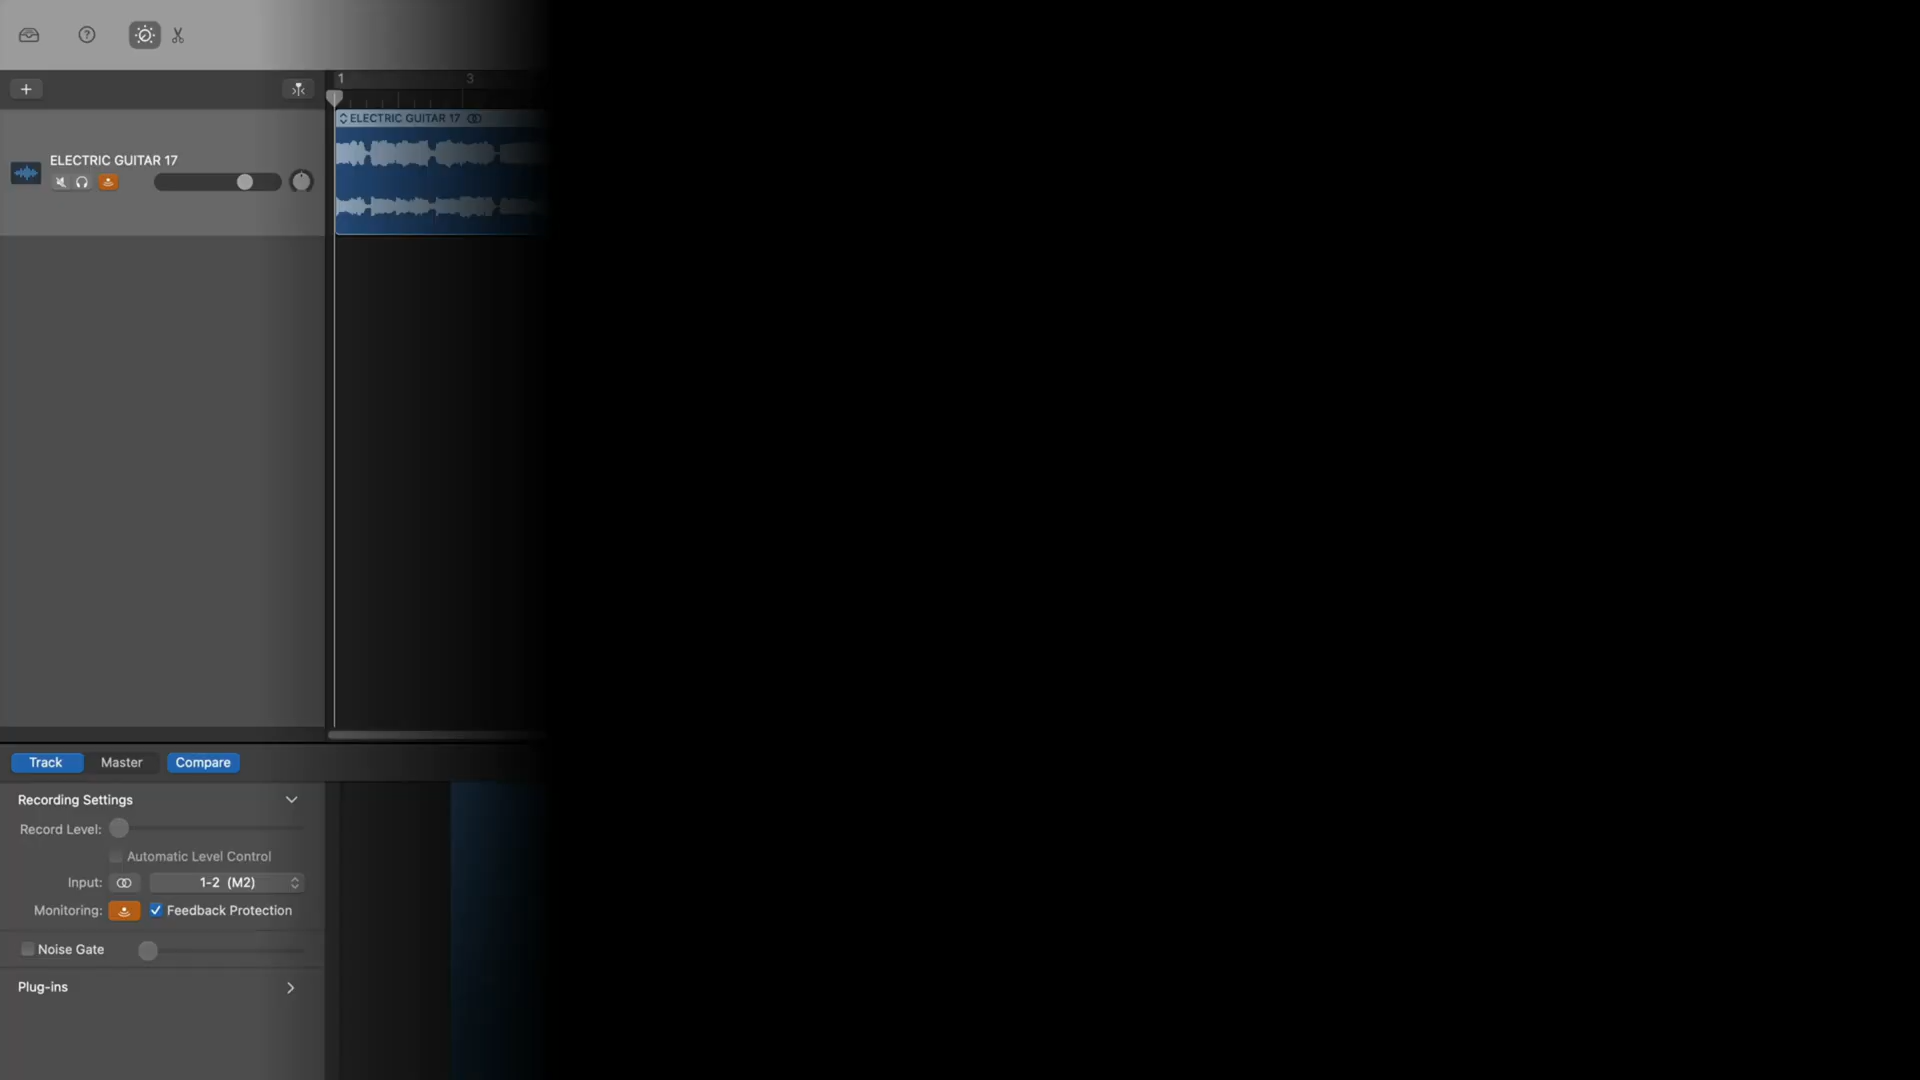 1 3
ELECTRIC GUITAR 17
ELECTRIC GUITAR 17
Track Master Compare
Recording Settings
Record Level:
Automatic Level Control
Input: 1-2 (M2)
Monitoring: Feedback Protection
Noise Gate
Plug-ins